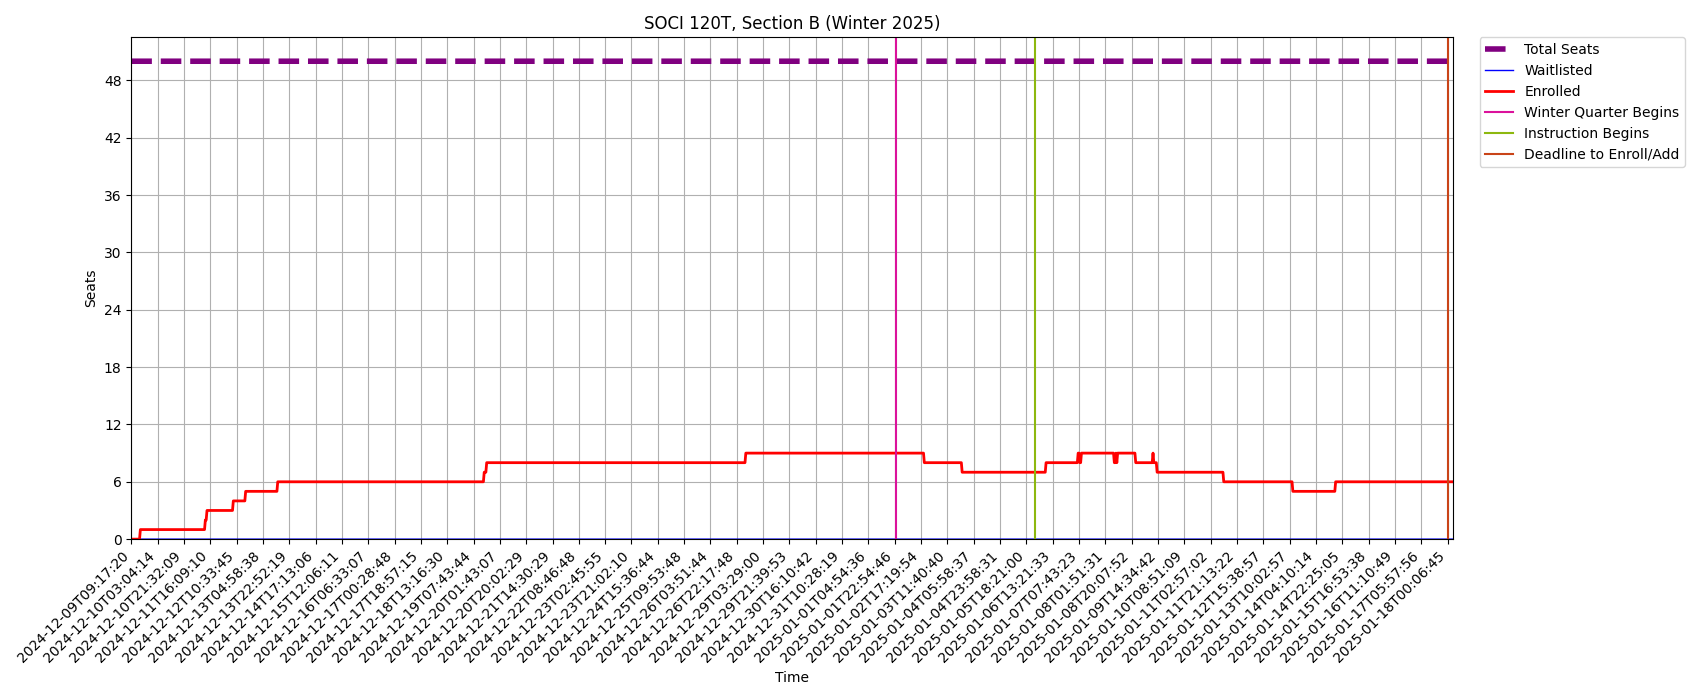 SOCI 120T, Section B (Winter 2025)
Total Seats
Waitlisted
Enrolled
Winter Quarter Begins
Instruction Begins
Deadline to Enroll/Add
Seats
48
42
36
30
24
18
12
6
0
2024-12-09T09:17:20
2024-12-10T03:04:14
2024-12-10T21:32:09
2024-12-11T16:09:10
2024-12-12T10:33:45
2024-12-13T04:58:38
2024-12-13T22:52:19
2024-12-14T17:13:06
2024-12-15T12:06:11
2024-12-16T06:33:07
2024-12-17T00:28:48
2024-12-17T18:57:15
2024-12-18T13:16:30
2024-12-19T07:43:44
2024-12-20T01:43:07
2024-12-20T20:02:29
2024-12-21T14:30:29
2024-12-22T08:46:48
2024-12-23T02:45:55
2024-12-23T21:02:10
2024-12-24T15:36:44
2024-12-25T09:53:48
2024-12-26T03:51:44
2024-12-26T22:17:48
2024-12-29T03:29:00
2024-12-29T21:39:53
2024-12-30T16:10:42
2024-12-31T10:28:19
2025-01-01T04:54:36
2025-01-01T22:54:46
2025-01-02T17:19:54
2025-01-03T11:40:40
2025-01-04T05:58:37
2025-01-04T23:58:31
2025-01-05T18:21:00
2025-01-06T13:21:33
2025-01-07T07:43:23
2025-01-08T01:51:31
2025-01-08T20:07:52
2025-01-09T14:34:42
2025-01-10T08:51:09
2025-01-11T02:57:02
2025-01-11T21:13:22
2025-01-12T15:38:57
2025-01-13T10:02:57
2025-01-14T04:10:14
2025-01-14T22:25:05
2025-01-15T16:53:38
2025-01-16T11:10:49
2025-01-17T05:57:56
2025-01-18T00:06:45
Time